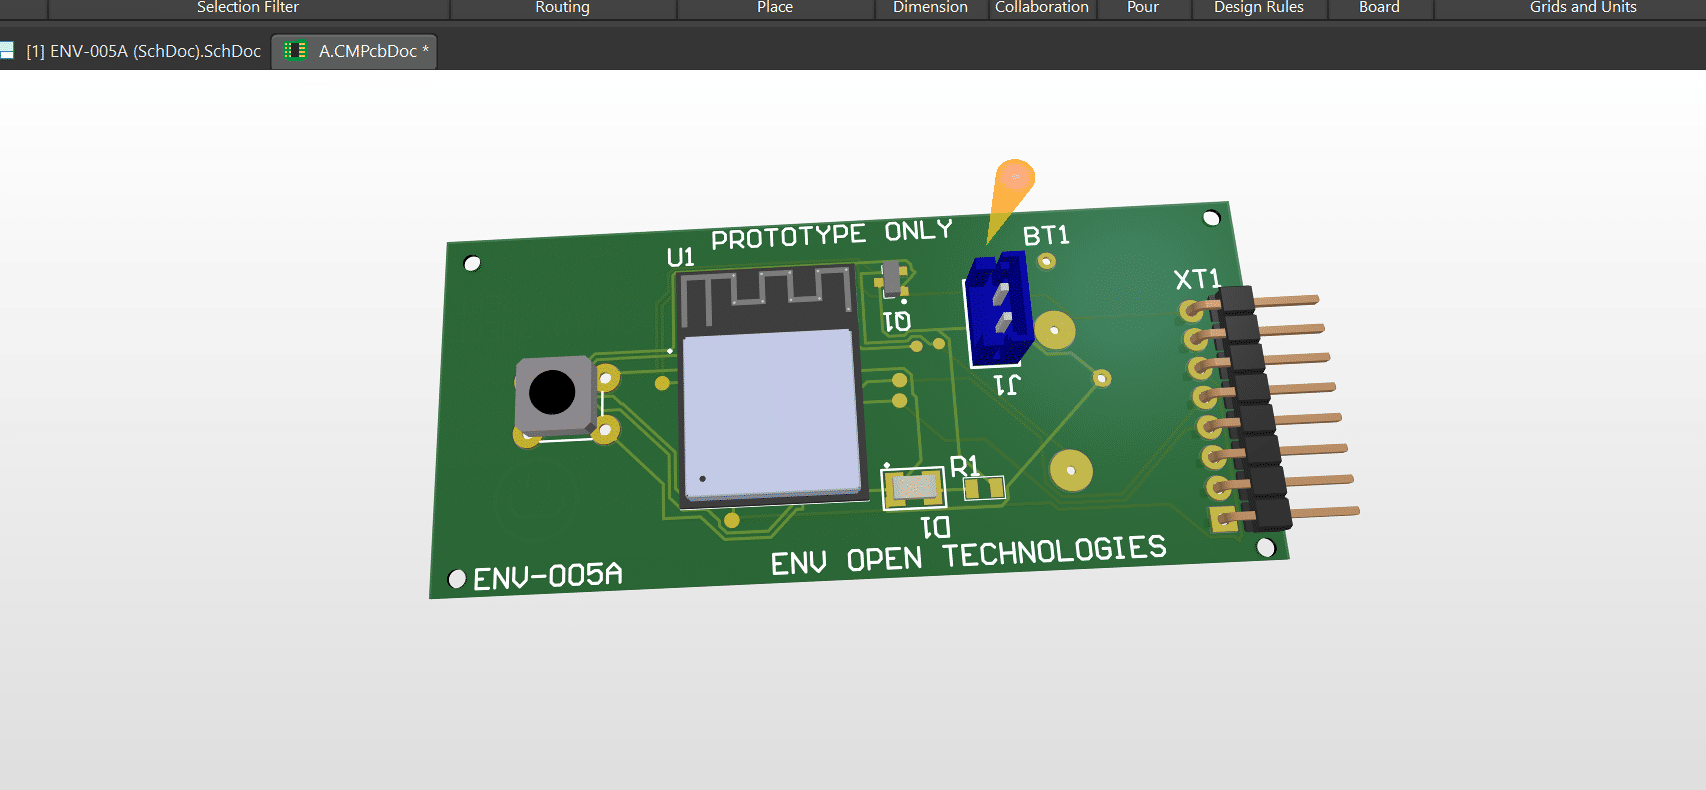 Selection Filter
Routing
Place
Dimension
Collaboration
Pour
Design Rules
Board
Grids and Units
[1] ENV-005A (SchDoc).SchDoc
A.CMPcbDoc *
PROTOTYPE ONLY
BT1
U1
XT1
Q1
J1
R1
D1
ENV OPEN TECHNOLOGIES
ENV-005A